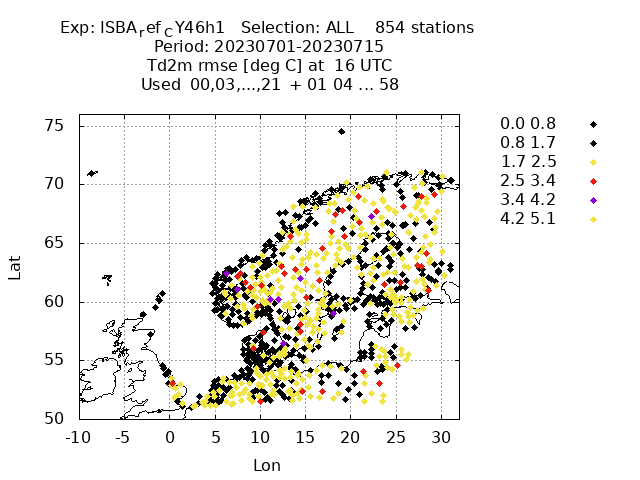 Exp: ISBA_ref_CY46h1 Selection: ALL 854 stations
Period: 20230701-20230715
Td2m rmse [deg C] at 16 UTC
Used 00,03,...,21 + 01 04 ... 58
75
70
65
60
55
50
Lat
-10 -5 0 5 10 15 20 25 30
Lon
0.0 0.8
0.8 1.7
1.7 2.5
2.5 3.4
3.4 4.2
4.2 5.1